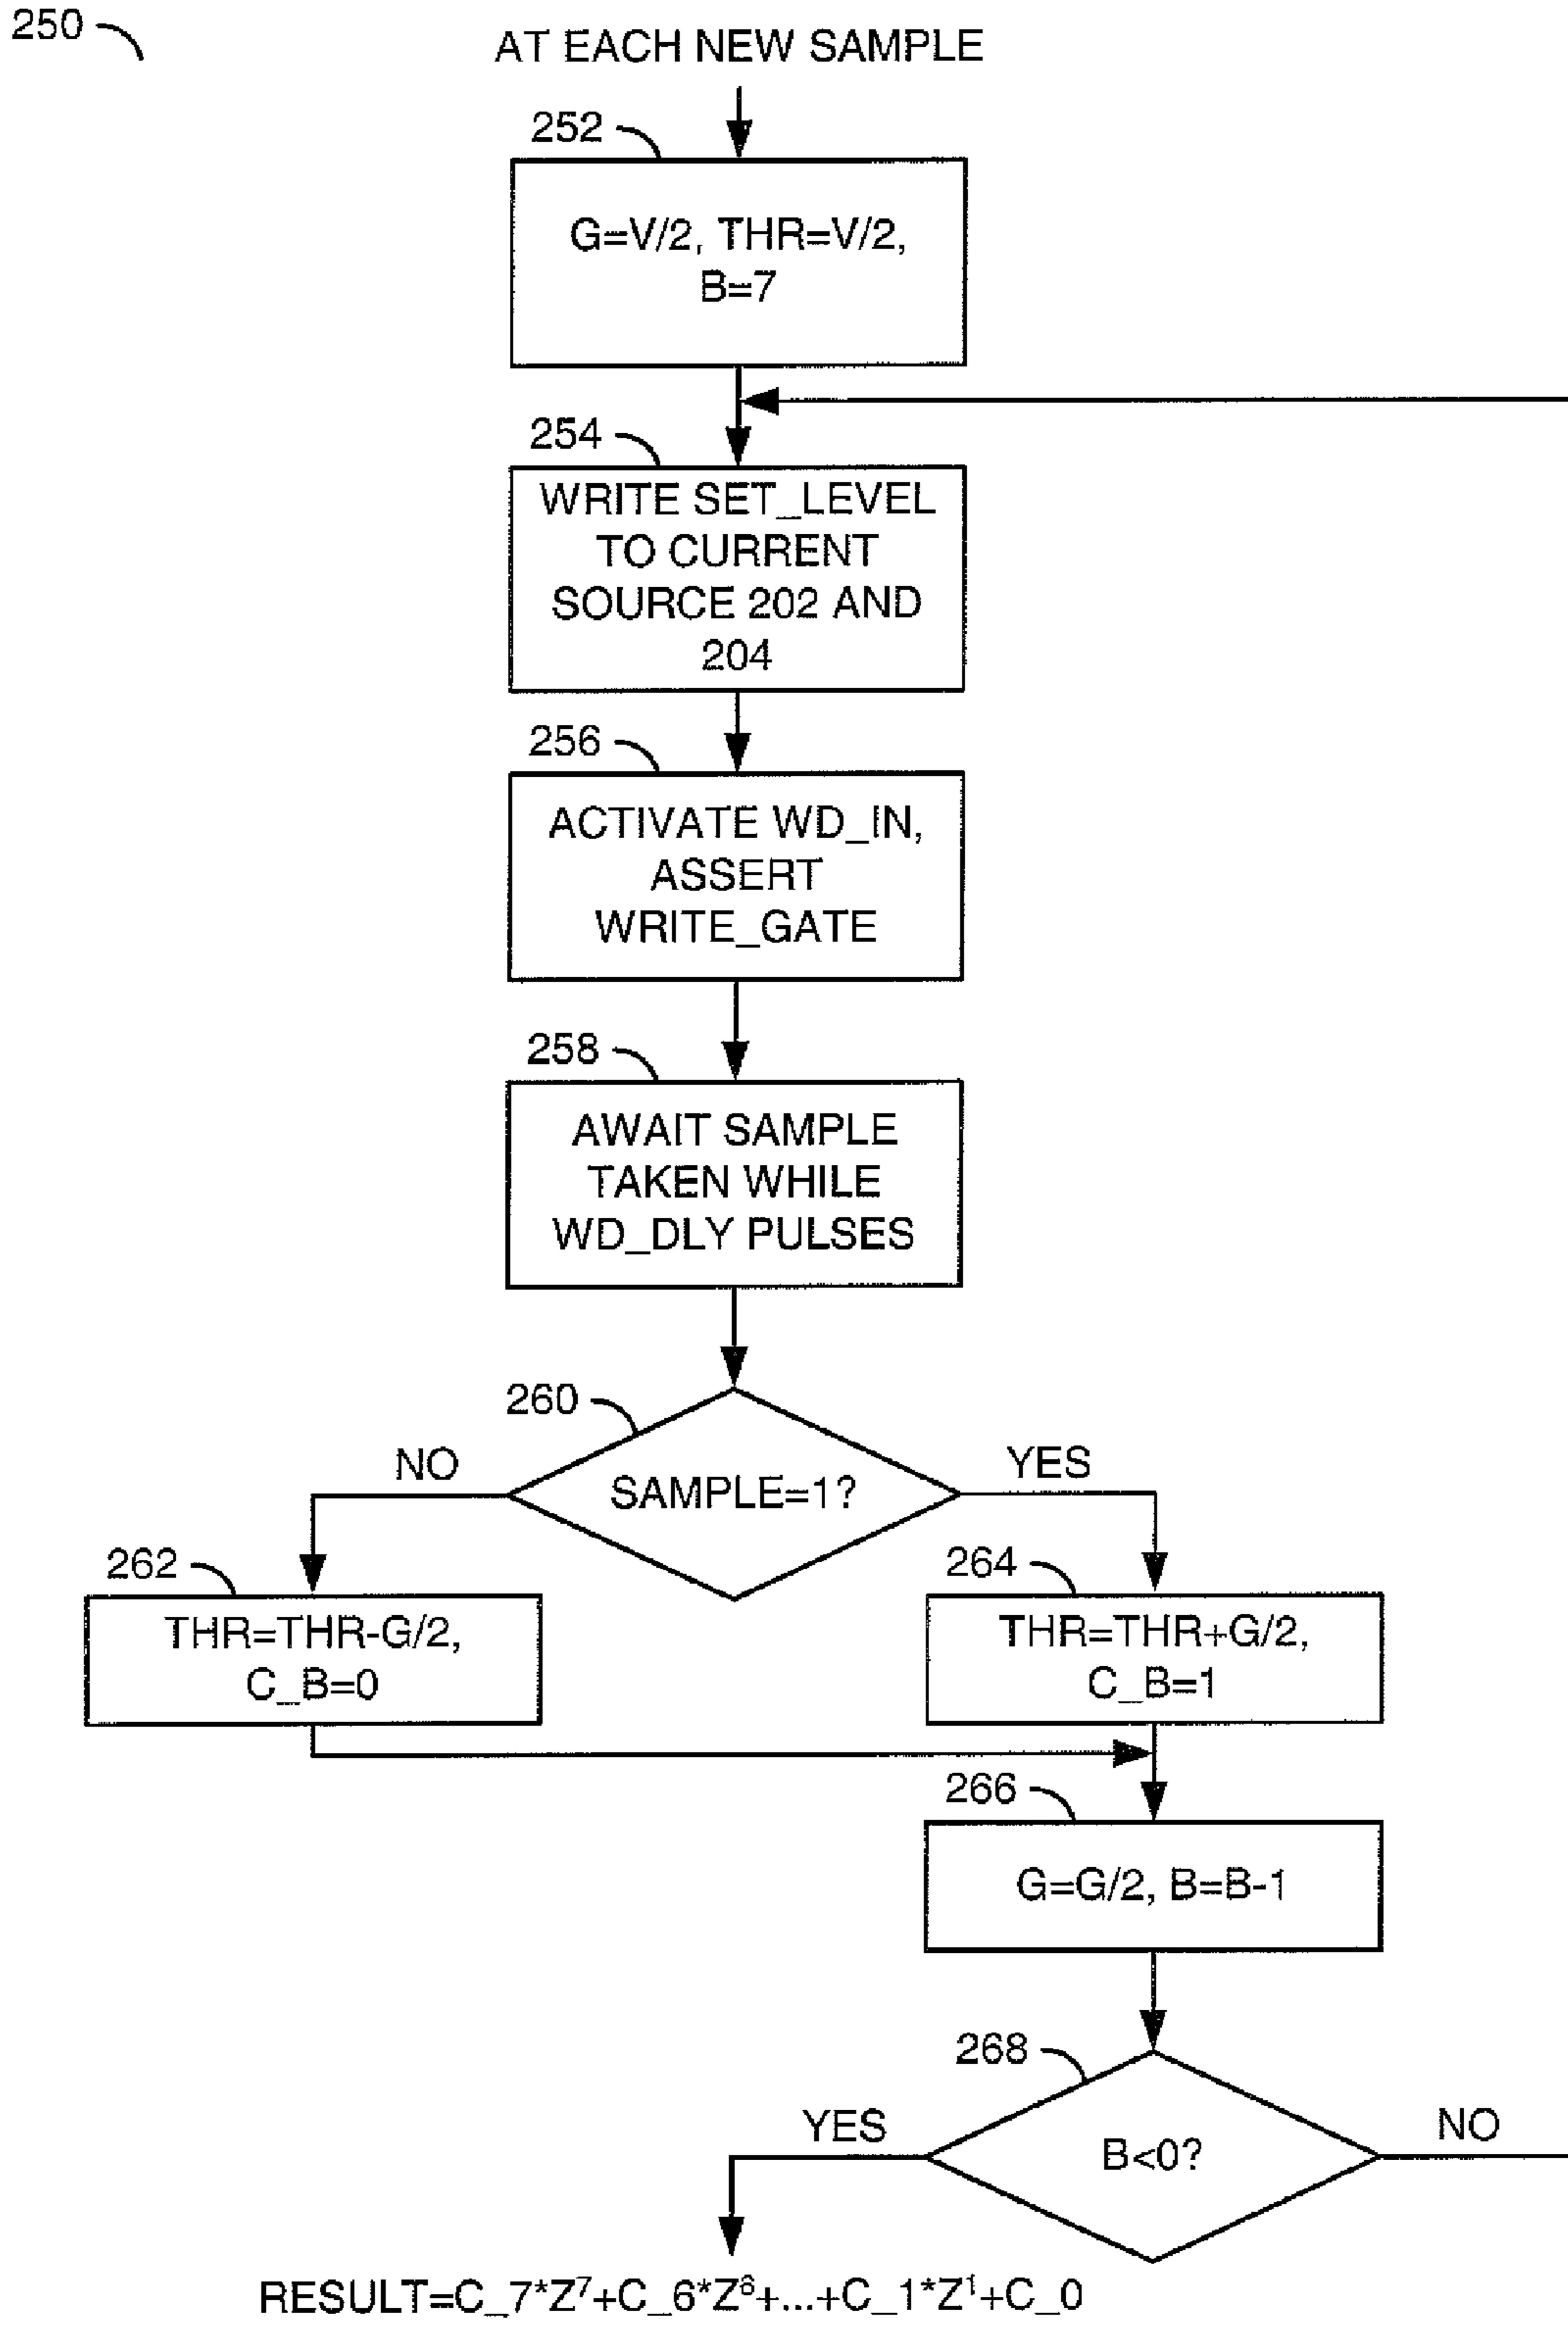 250
AT EACH NEW SAMPLE
252
G=V/2, THR=V/2,
B=7
254
WRITE SET_LEVEL
TO CURRENT
SOURCE 202 AND
204
256
ACTIVATE WD_IN,
ASSERT
WRITE_GATE
258
AWAIT SAMPLE
TAKEN WHILE
WD_DLY PULSES
260
NO
SAMPLE=1?
YES
262
THR=THR-G/2,
C_B=0
264
THR=THR+G/2,
C_B=1
266
G=G/2, B=B-1
268
YES
B<0?
NO
RESULT=C_7*Z⁷+C_6*Z⁶+...+C_1*Z¹+C_0